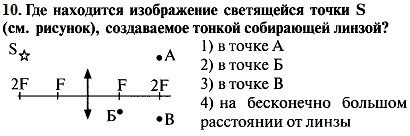 10. Где находится изображение светящейся точки S
(см. рисунок), создаваемое тонкой собирающей линзой?
S
А
2F F F 2F
Б
В
1) в точке А
2) в точке Б
3) в точке В
4) на бесконечно большом
расстоянии от линзы